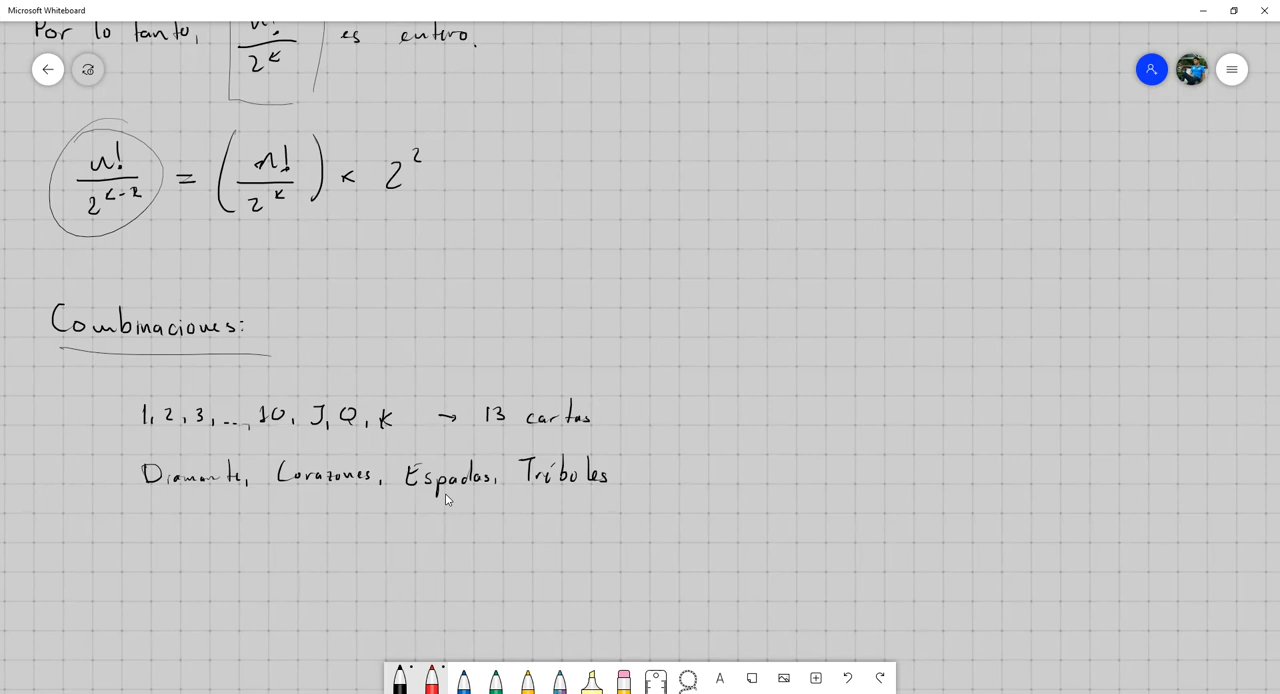 Microsoft Whiteboard
Por lo tanto, n!/2^k es entero.
n!/2^(k-2) = (n!/2^k) × 2^2
Combinaciones:
1, 2, 3, ..., 10, J, Q, K → 13 cartas
Diamante, Corazones, Espadas, Tréboles
A